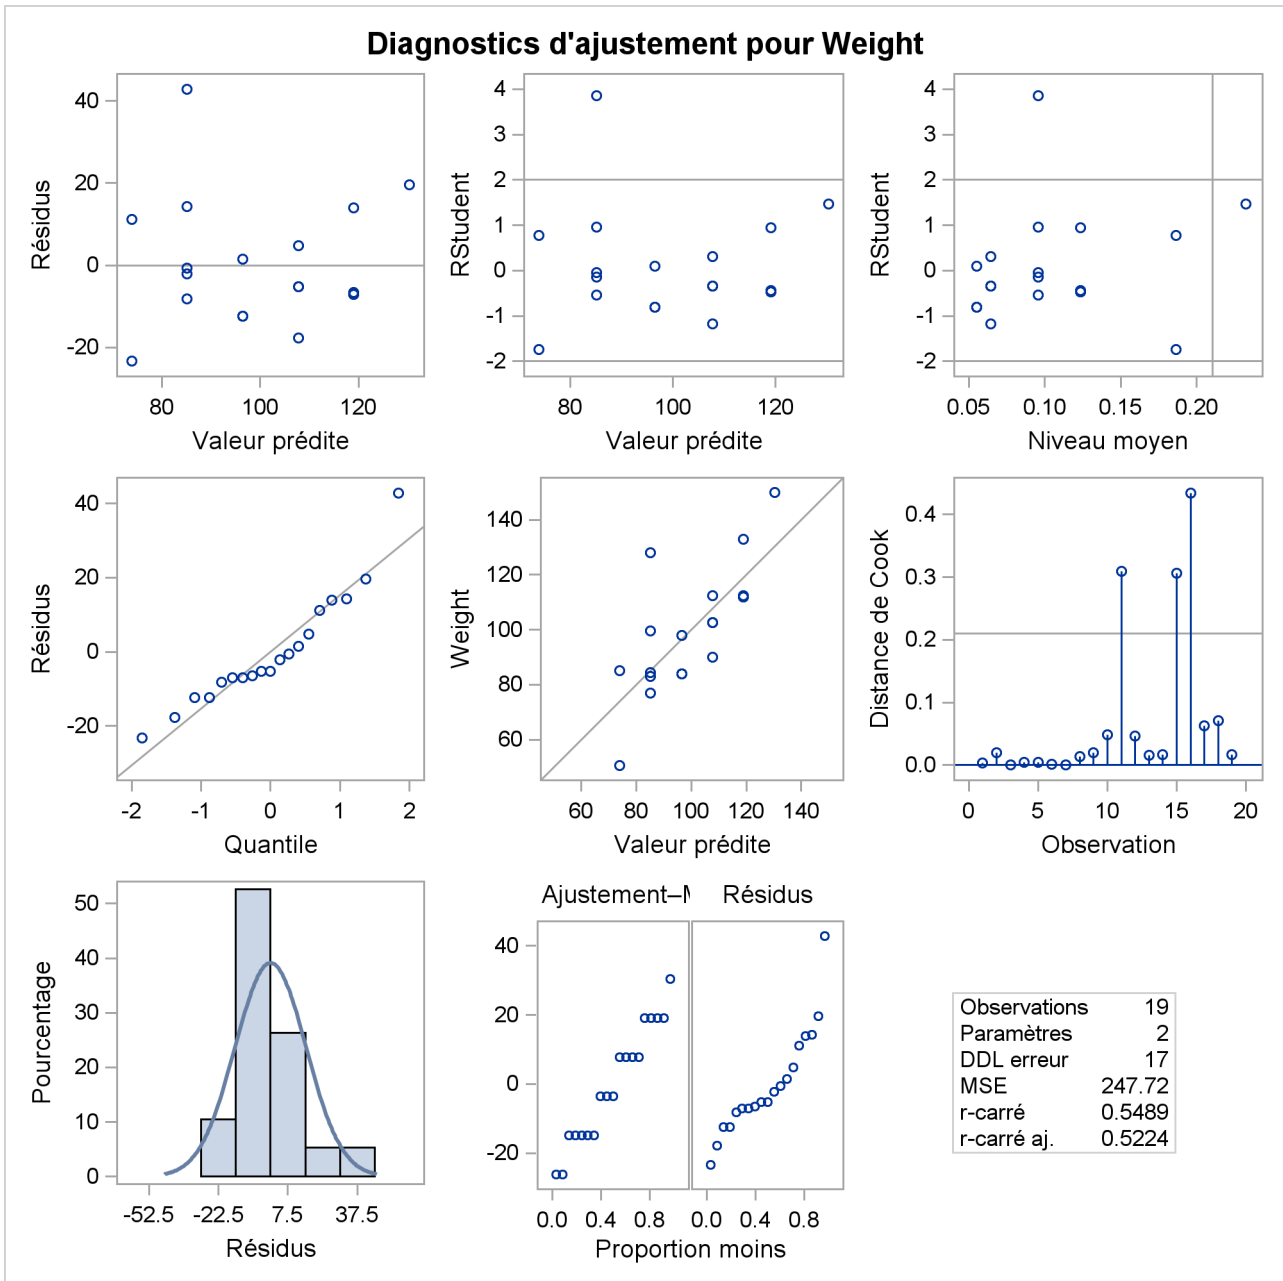 Diagnostics d'ajustement pour Weight
Résidus
40
20
0
-20
80 100 120
Valeur prédite
RStudent
4
3
2
1
0
-1
-2
80 100 120
Valeur prédite
RStudent
4
3
2
1
0
-1
-2
0.05 0.10 0.15 0.20
Niveau moyen
Résidus
40
20
0
-20
-2 -1 0 1 2
Quantile
Weight
140
120
100
80
60
60 80 100 120 140
Valeur prédite
Distance de Cook
0.4
0.3
0.2
0.1
0.0
0 5 10 15 20
Observation
Pourcentage
50
40
30
20
10
0
-52.5 -22.5 7.5 37.5
Résidus
Ajustement–
Résidus
40
20
0
-20
0.0 0.4 0.8 0.0 0.4 0.8
Proportion moins
Observations 19
Paramètres 2
DDL erreur 17
MSE 247.72
r-carré 0.5489
r-carré aj. 0.5224